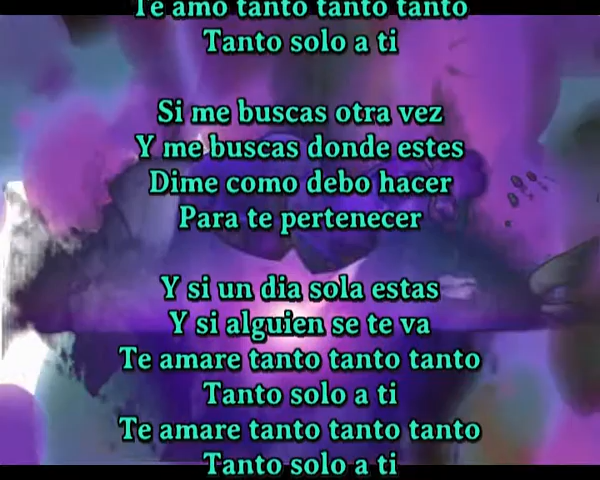 Te amo tanto tanto tanto
Tanto solo a ti
Si me buscas otra vez
Y me buscas donde estes
Dime como debo hacer
Para te pertenecer
Y si un dia sola estas
Y si alguien se te va
Te amare tanto tanto tanto
Tanto solo a ti
Te amare tanto tanto tanto
Tanto solo a ti